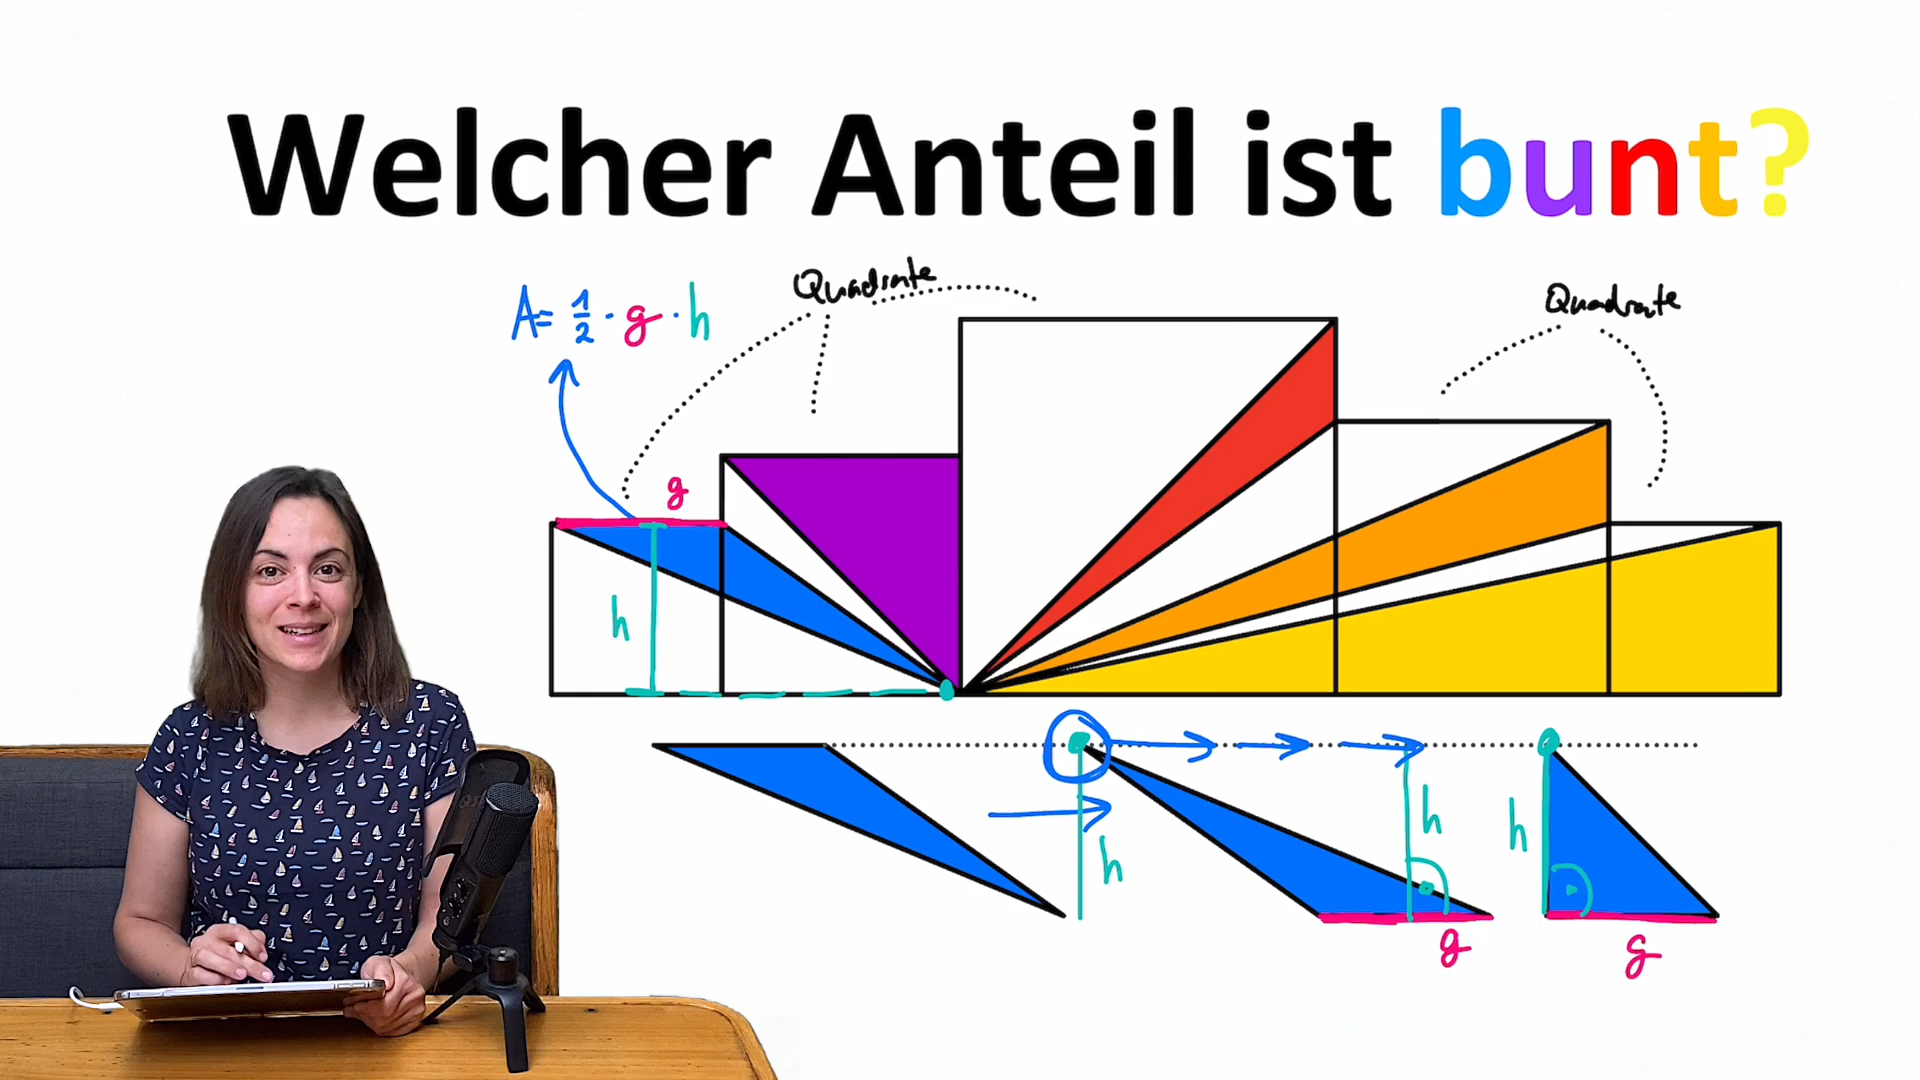 Welcher Anteil ist bunt?
Quadrate
Quadrate
A = 1/2 · g · h
g
h
h
h
g
h
g